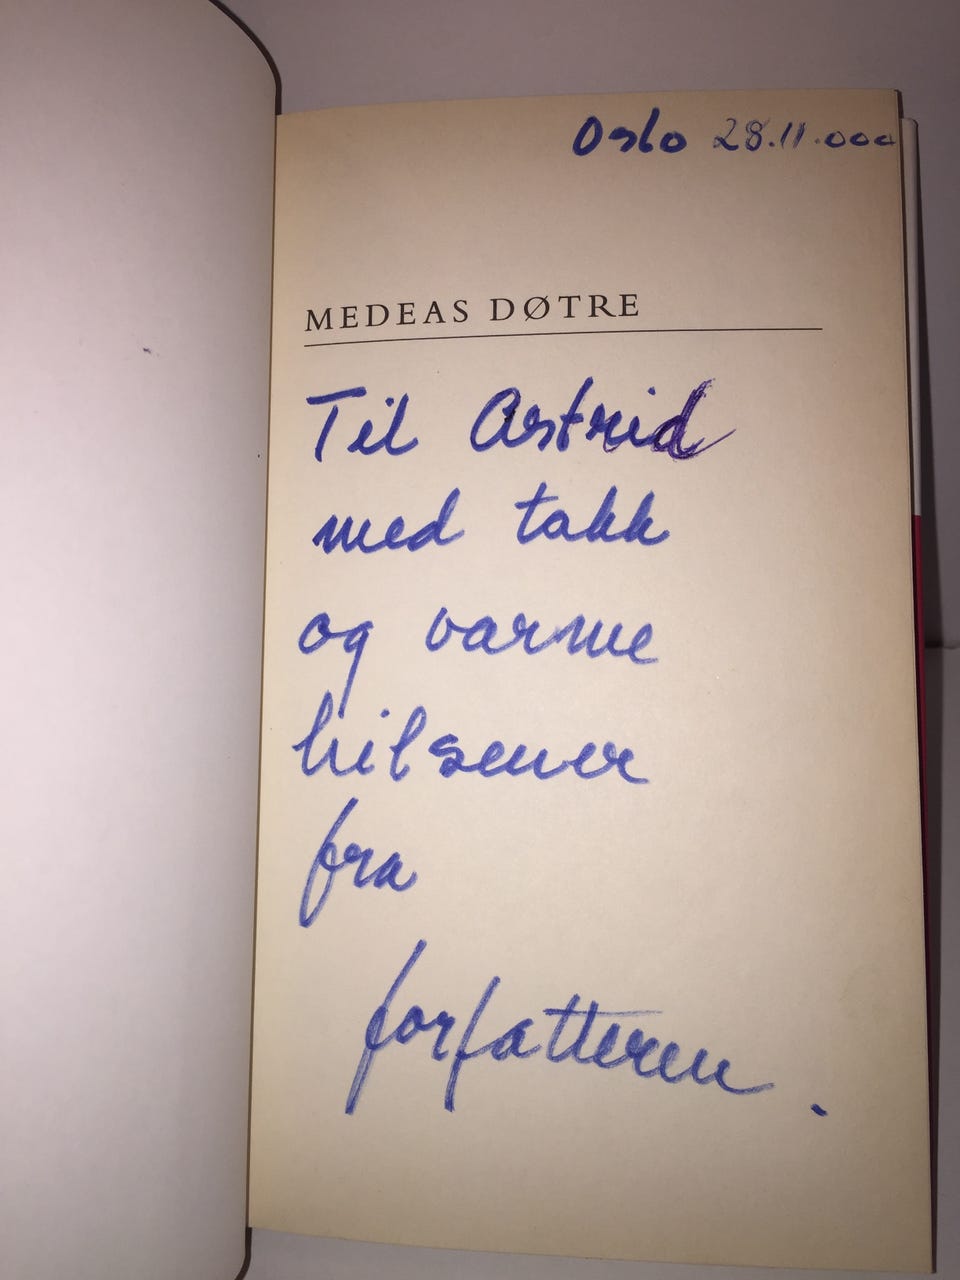 Oslo 28.11.000
MEDEAS DØTRE
Til Astrid
med takk
og varme
hilsener
fra
forfatteren.